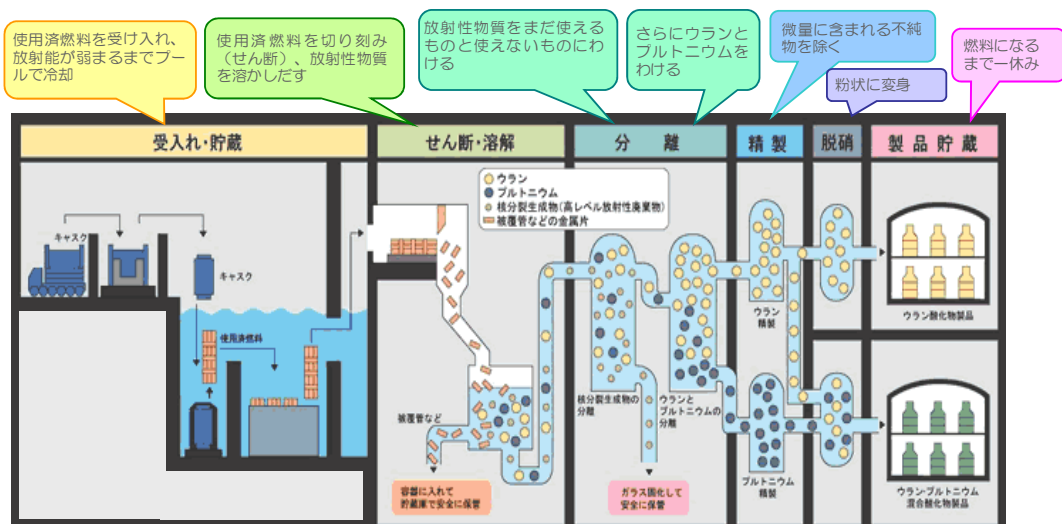 使用済燃料を受け入れ、
放射能が弱まるまでプー
ルで冷却
使用済燃料を切り刻み
（せん断）、放射性物質
を溶かしだす
放射性物質をまだ使える
ものと使えないものにわ
ける
さらにウランと
プルトニウムを
わける
微量に含まれる不純
物を除く
粉状に変身
燃料になる
まで一休み
受入れ・貯蔵
せん断・溶解
分離
精製
脱硝
製品貯蔵
ウラン
プルトニウム
核分裂生成物(高レベル放射性廃棄物)
被覆管などの金属片
キャスク
キャスク
使用済燃料
被覆管など
容器に入れて
貯蔵庫で安全に保管
核分裂生成物の
分離
ウランと
プルトニウムの
分離
ガラス固化して
安全に保管
ウラン
精製
プルトニウム
精製
ウラン酸化物製品
ウラン・プルトニウム
混合酸化物製品